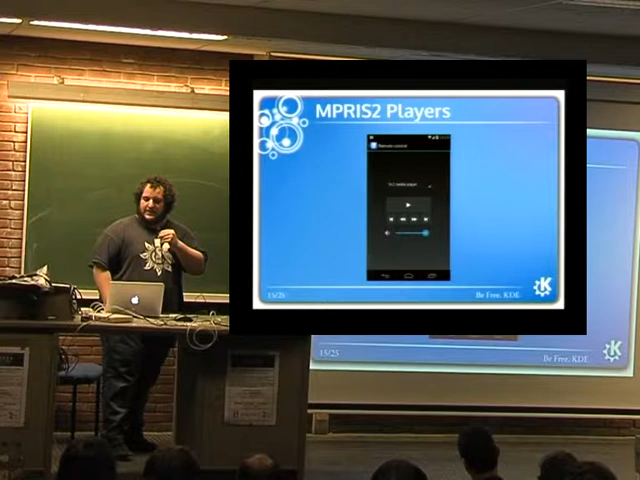 MPRIS2 Players
Remote control
VLC media player
15/25
Be Free, KDE
15/25
Be Free, KDE